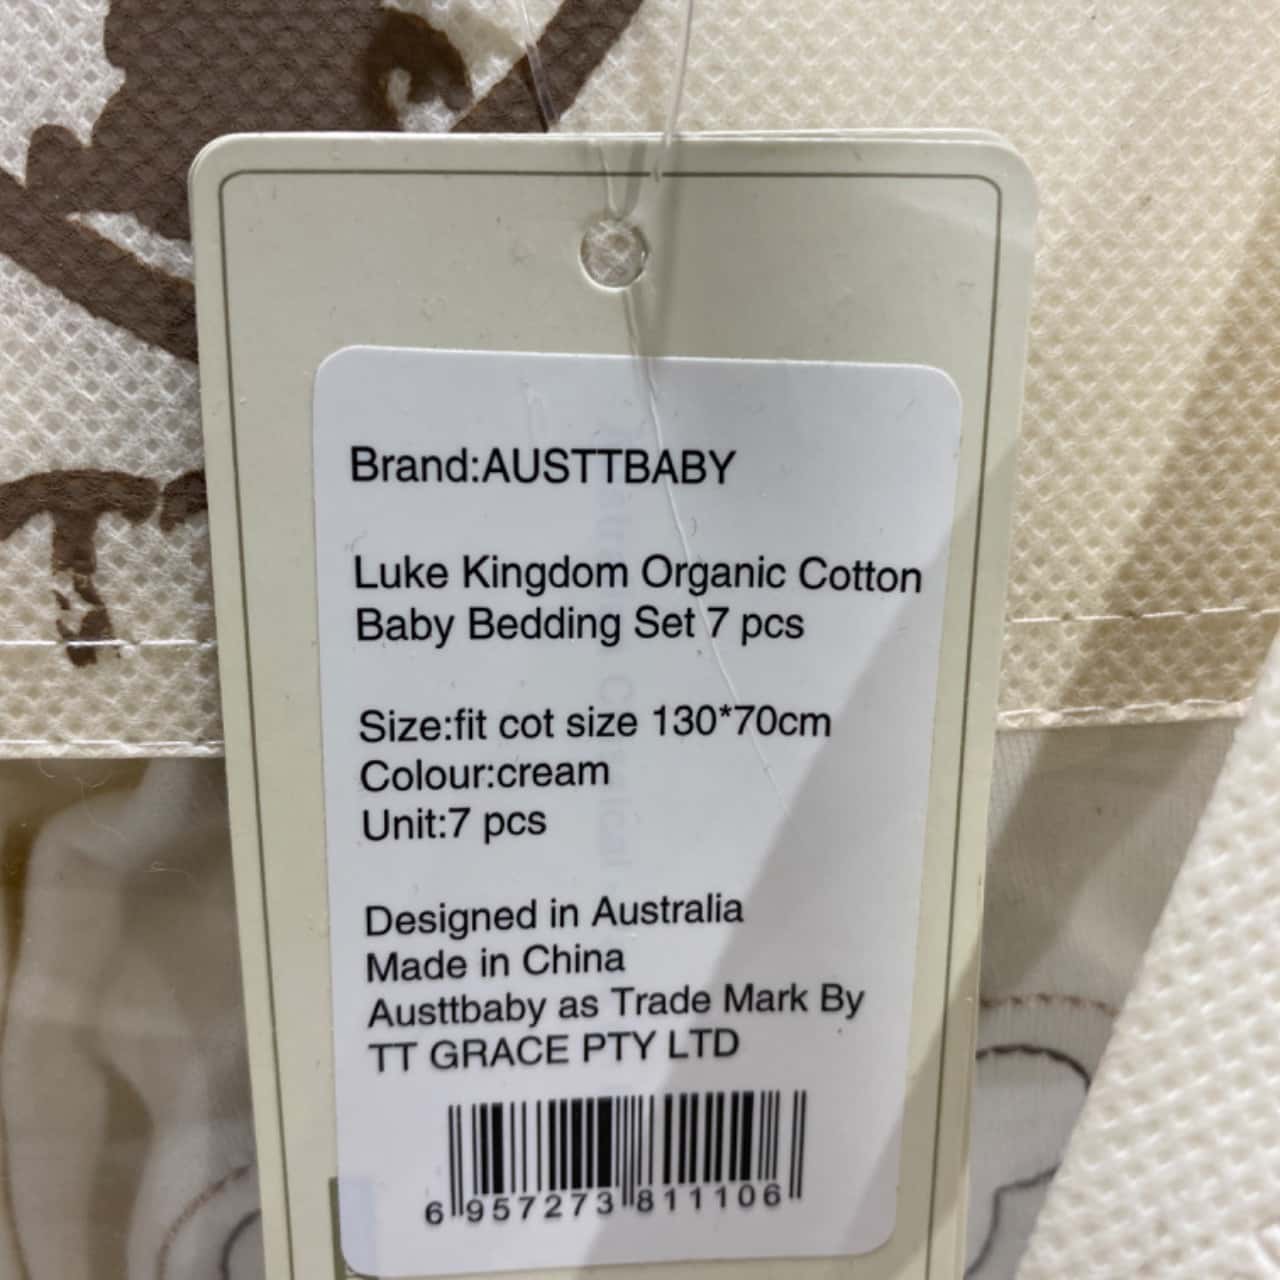 Brand:AUSTTBABY
Luke Kingdom Organic Cotton
Baby Bedding Set 7 pcs
Size:fit cot size 130*70cm
Colour:cream
Unit:7 pcs
Designed in Australia
Made in China
Austtbaby as Trade Mark By
TT GRACE PTY LTD
6 957273 811106